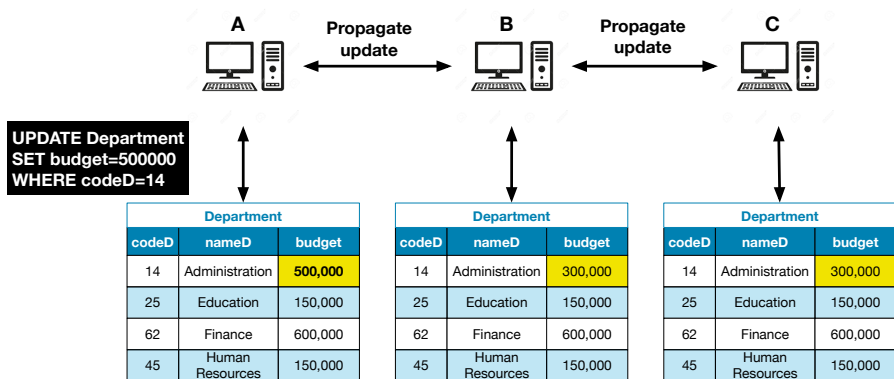 A
B
C
Propagate
update
Propagate
update
UPDATE Department
SET budget=500000
WHERE codeD=14
Department
codeD nameD budget
14 Administration 500,000
25 Education 150,000
62 Finance 600,000
45 Human
Resources 150,000
Department
codeD nameD budget
14 Administration 300,000
25 Education 150,000
62 Finance 600,000
45 Human
Resources 150,000
Department
codeD nameD budget
14 Administration 300,000
25 Education 150,000
62 Finance 600,000
45 Human
Resources 150,000